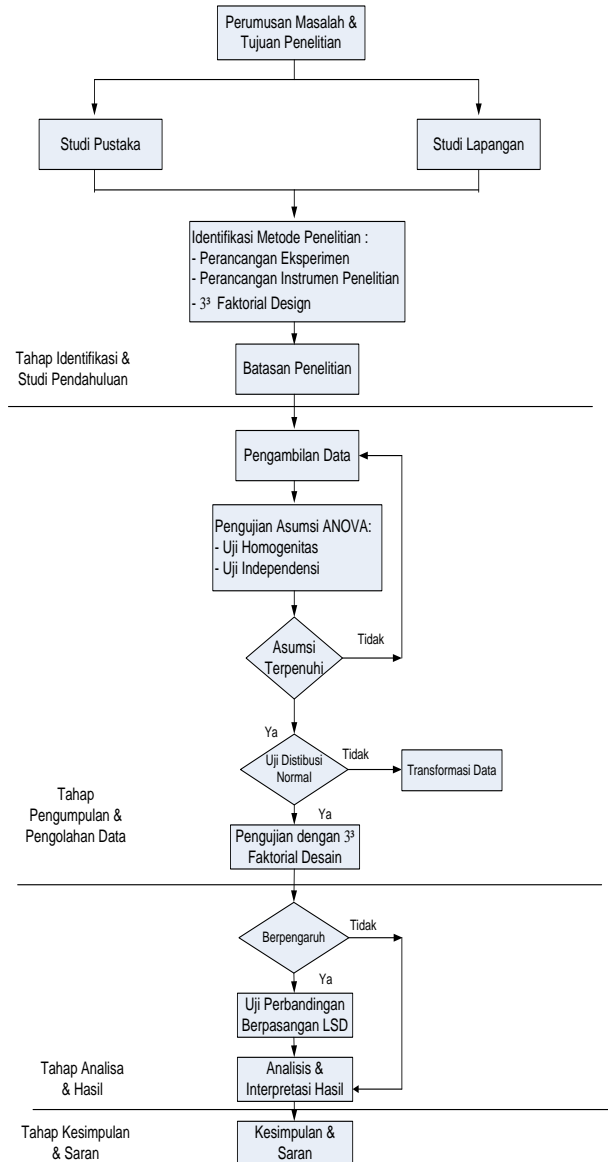 Perumusan Masalah &
Tujuan Penelitian
Studi Pustaka
Studi Lapangan
Identifikasi Metode Penelitian :
- Perancangan Eksperimen
- Perancangan Instrumen Penelitian
- 3³ Faktorial Design
Tahap Identifikasi &
Studi Pendahuluan
Batasan Penelitian
Pengambilan Data
Pengujian Asumsi ANOVA:
- Uji Homogenitas
- Uji Independensi
Asumsi
Terpenuhi
Tidak
Ya
Uji Distibusi
Normal
Tidak
Transformasi Data
Ya
Tahap
Pengumpulan &
Pengolahan Data
Pengujian dengan 3³
Faktorial Desain
Berpengaruh
Tidak
Ya
Uji Perbandingan
Berpasangan LSD
Tahap Analisa
& Hasil
Analisis &
Interpretasi Hasil
Tahap Kesimpulan
& Saran
Kesimpulan &
Saran